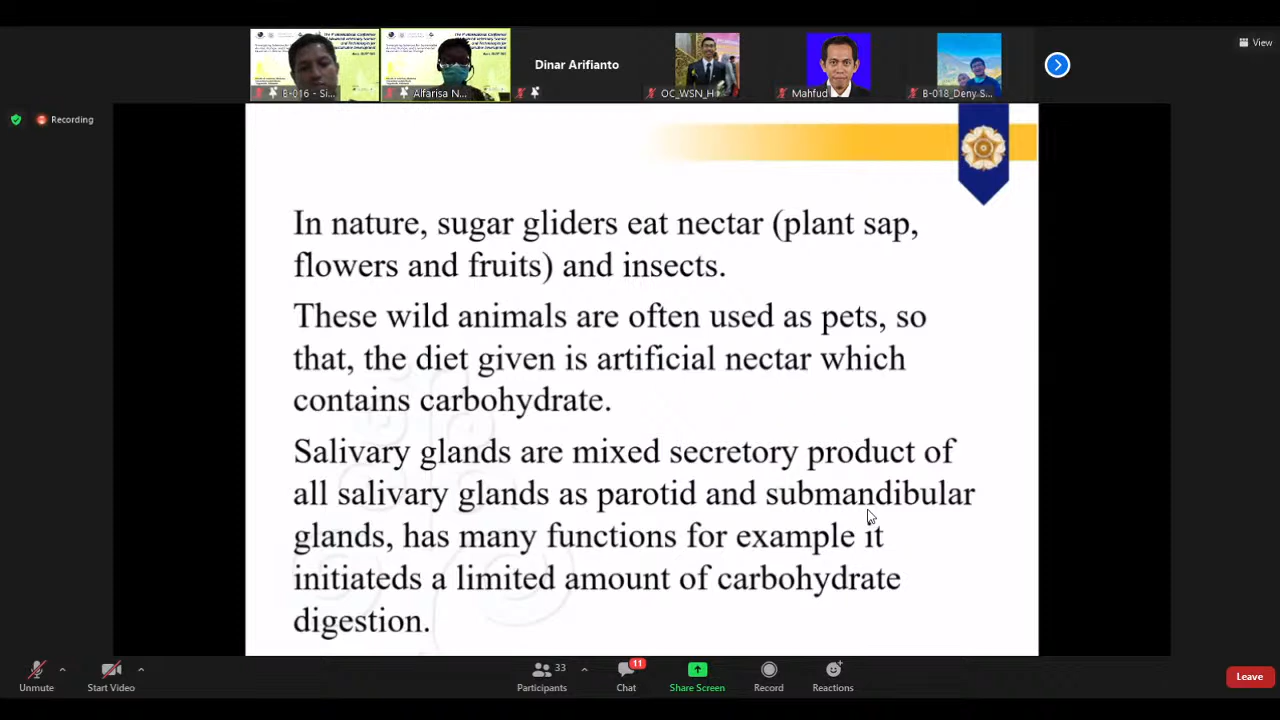 View
B-016 - Si...
Alfarisa N...
Dinar Arifianto
OC_WSN_H
Mahfud
B-018_Deny S...
Recording
In nature, sugar gliders eat nectar (plant sap,
flowers and fruits) and insects.
These wild animals are often used as pets, so
that, the diet given is artificial nectar which
contains carbohydrate.
Salivary glands are mixed secretory product of
all salivary glands as parotid and submandibular
glands, has many functions for example it
initiateds a limited amount of carbohydrate
digestion.
Unmute
Start Video
33
Participants
11
Chat
Share Screen
Record
Reactions
Leave